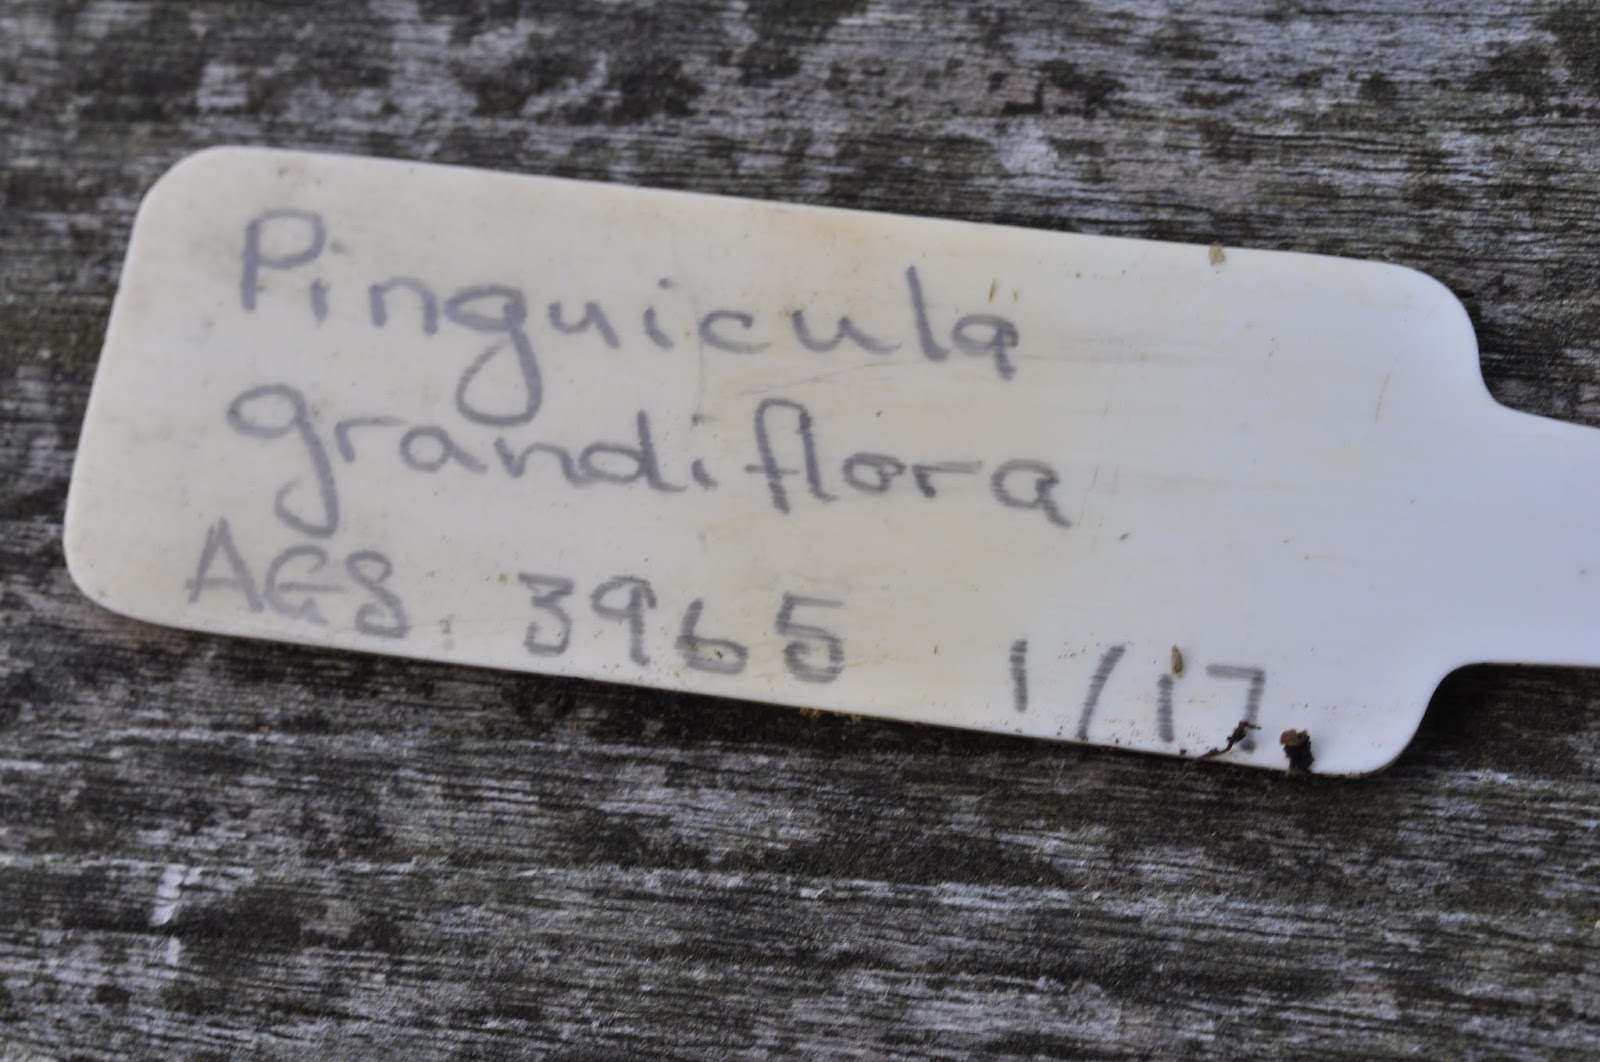 Pinguicula
grandiflora
AGS. 3965 1/17